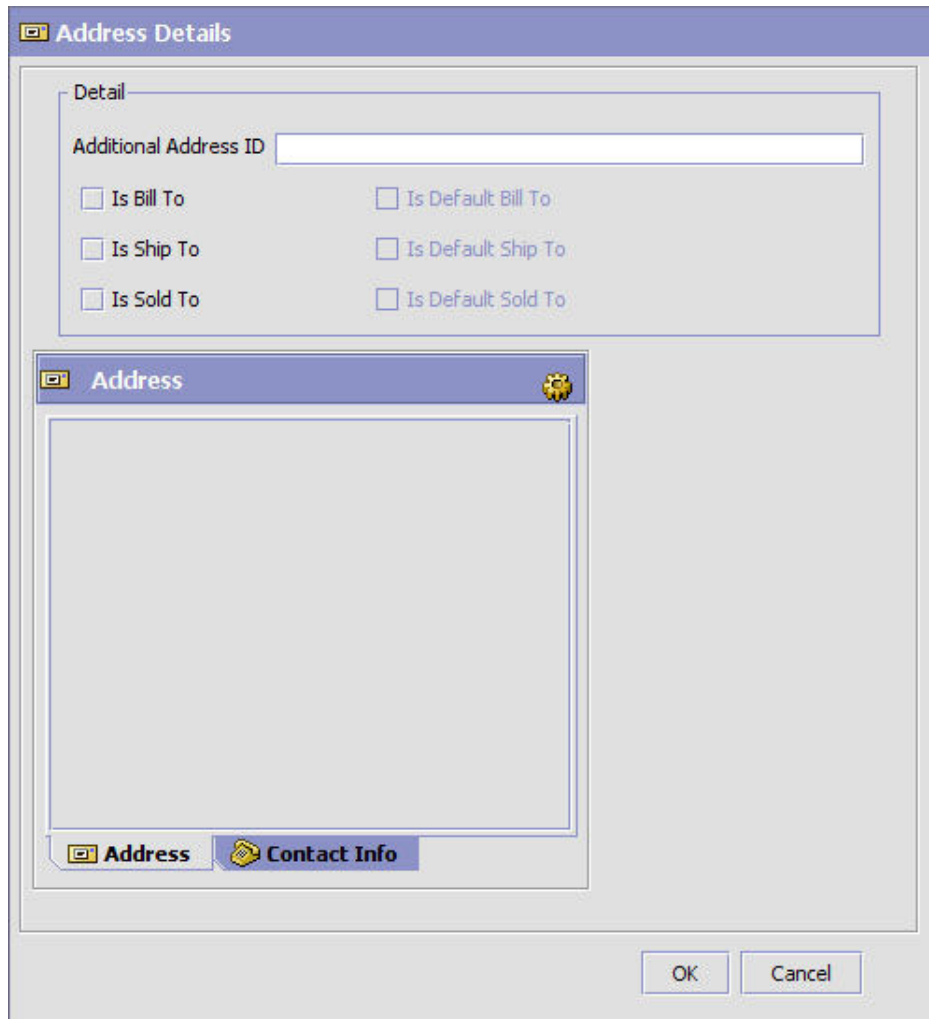 Address Details
Detail
Additional Address ID
Is Bill To Is Default Bill To
Is Ship To Is Default Ship To
Is Sold To Is Default Sold To
Address
Address Contact Info
OK Cancel